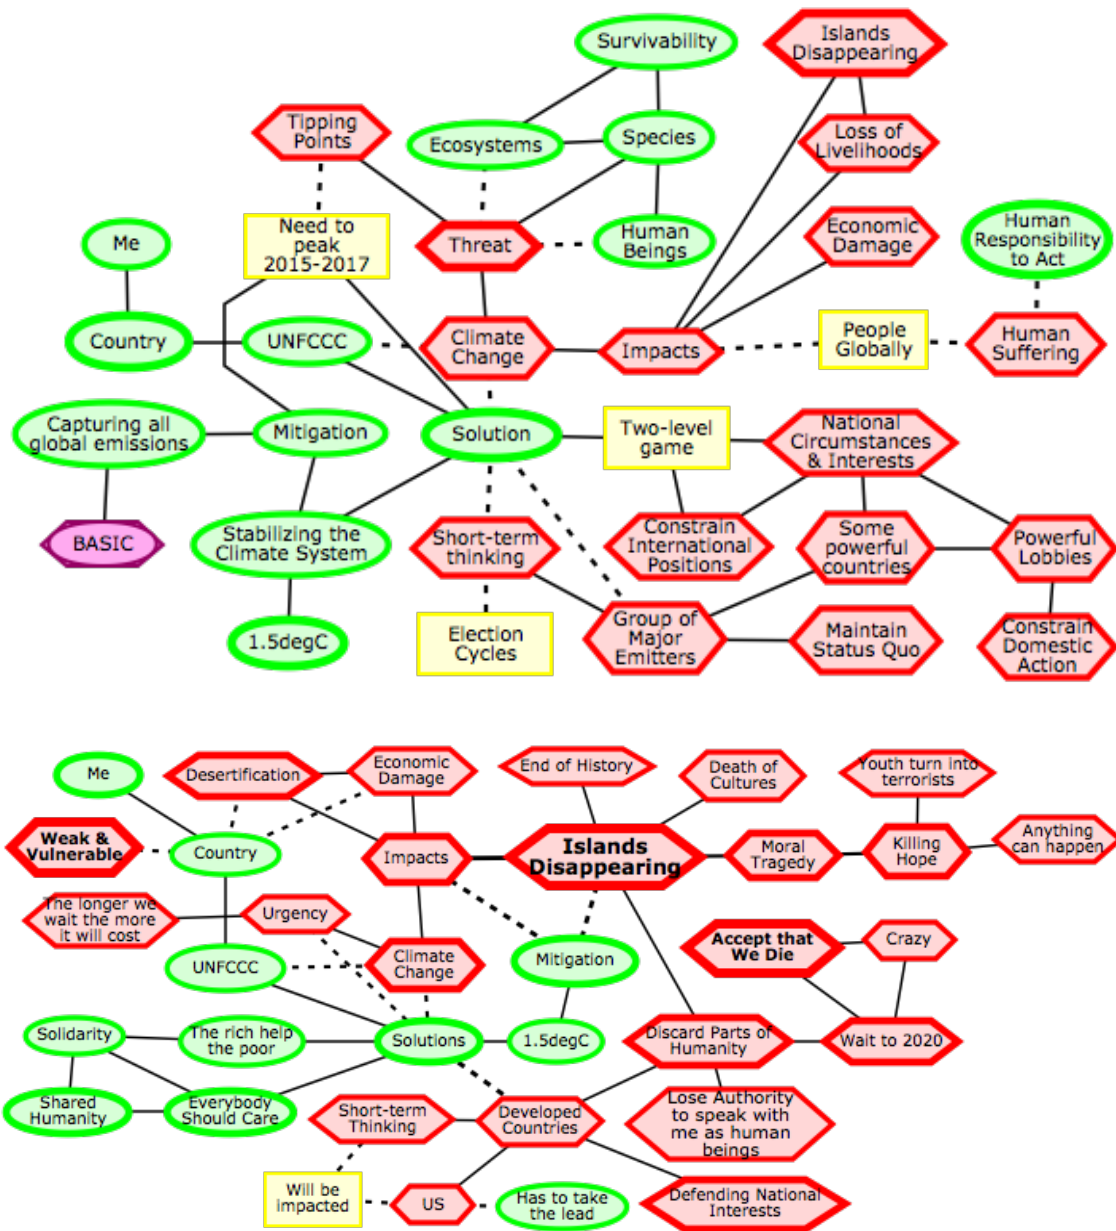 Islands
Disappearing
Survivability
Tipping
Points
Ecosystems
Species
Loss of
Livelihoods
Me
Need to
peak
2015-2017
Threat
Human
Beings
Economic
Damage
Human
Responsibility
to Act
Country
UNFCCC
Climate
Change
Impacts
People
Globally
Human
Suffering
Capturing all
global emissions
Mitigation
Solution
Two-level
game
National
Circumstances
& Interests
BASIC
Stabilizing the
Climate System
Short-term
thinking
Constrain
International
Positions
Some
powerful
countries
Powerful
Lobbies
1.5degC
Election
Cycles
Group of
Major
Emitters
Maintain
Status Quo
Constrain
Domestic
Action
Me
Desertification
Economic
Damage
End of History
Death of
Cultures
Youth turn into
terrorists
Weak &
Vulnerable
Country
Impacts
Islands
Disappearing
Moral
Tragedy
Killing
Hope
Anything
can happen
The longer we
wait the more
it will cost
Urgency
UNFCCC
Climate
Change
Mitigation
Accept that
We Die
Crazy
Solidarity
The rich help
the poor
Solutions
1.5degC
Discard Parts of
Humanity
Wait to 2020
Shared
Humanity
Everybody
Should Care
Short-term
Thinking
Developed
Countries
Lose Authority
to speak with
me as human
beings
Will be
impacted
US
Has to take
the lead
Defending National
Interests